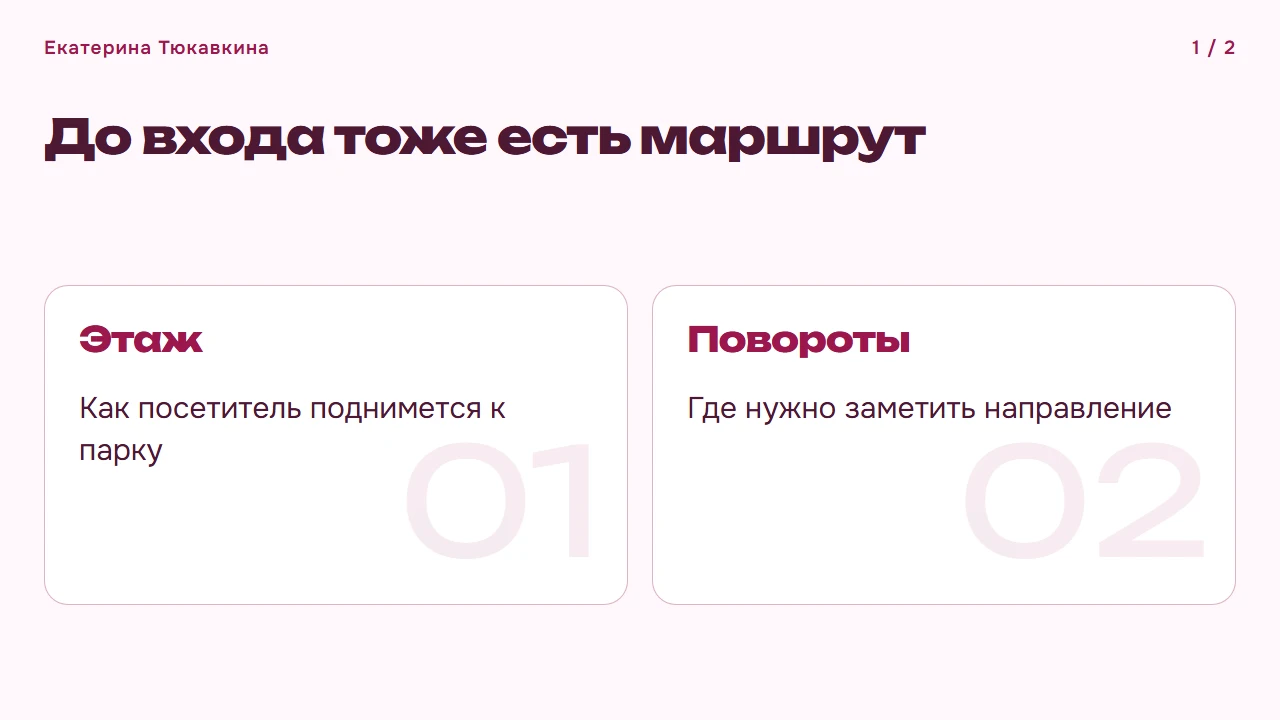 Екатерина Тюкавкина
1 / 2
До входа тоже есть маршрут
Этаж
Как посетитель поднимется к
парку
01
Повороты
Где нужно заметить направление
02